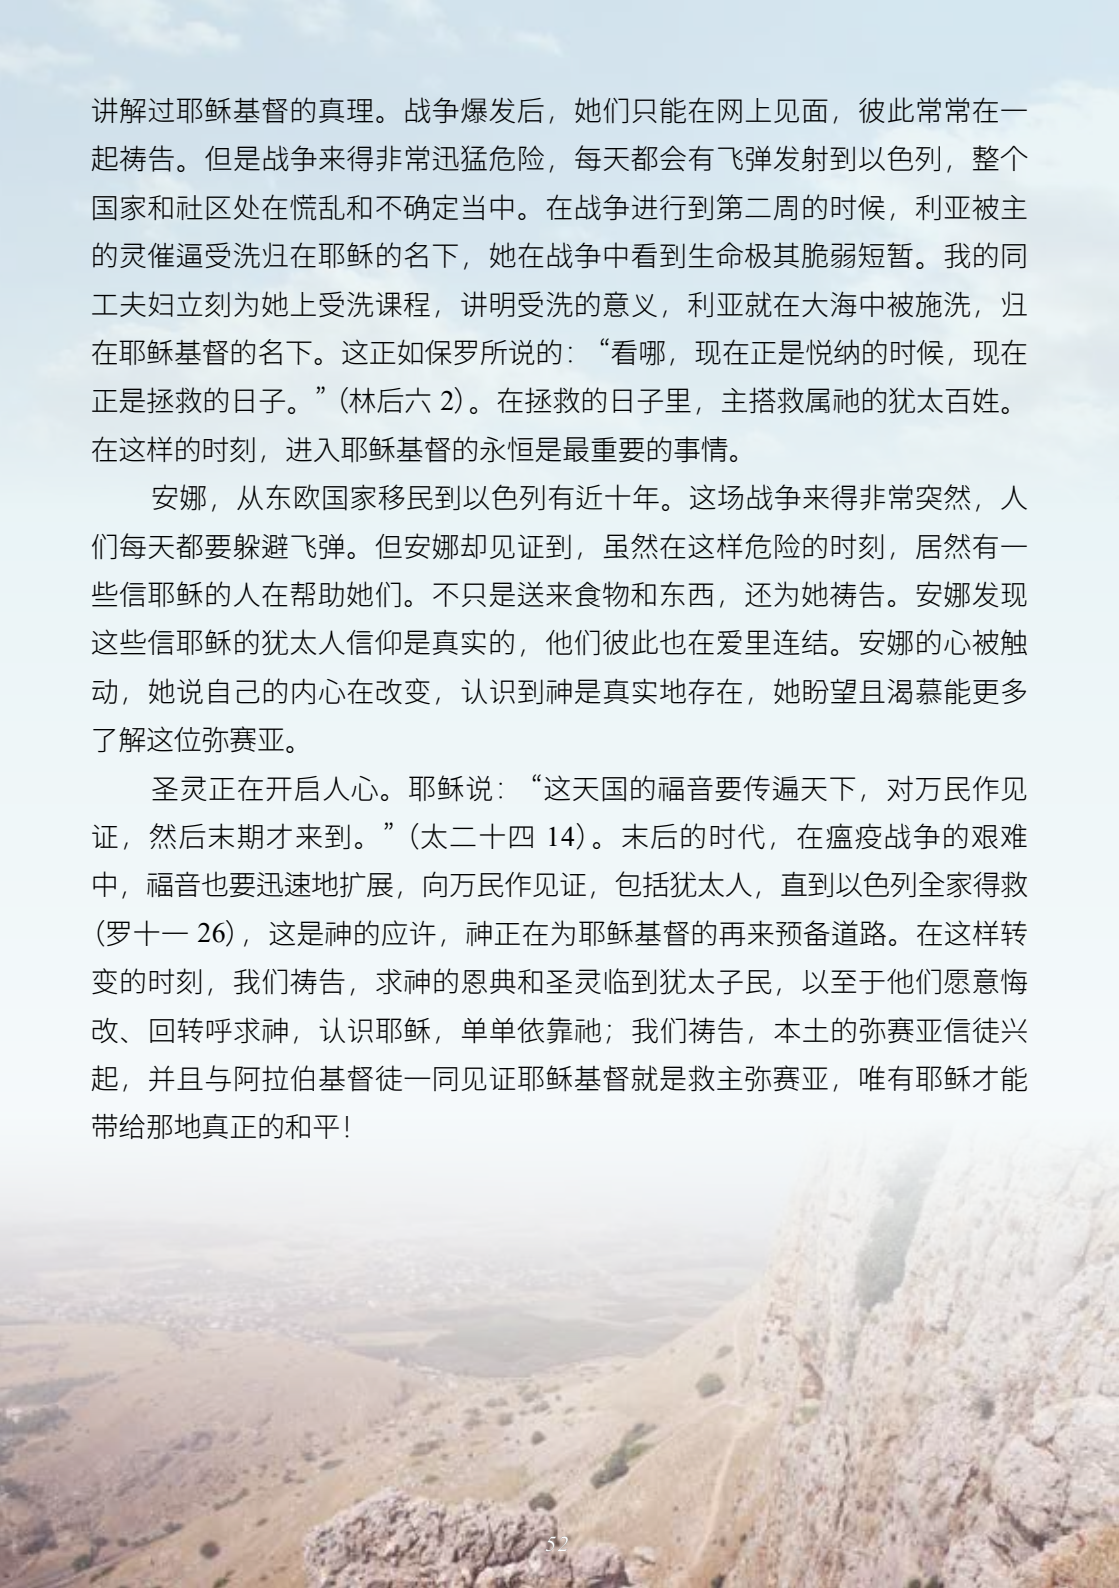 讲解过耶稣基督的真理。战争爆发后，她们只能在网上见面，彼此常常在一
起祷告。但是战争来得非常迅猛危险，每天都会有飞弹发射到以色列，整个
国家和社区处在慌乱和不确定当中。在战争进行到第二周的时候，利亚被主
的灵催逼受洗归在耶稣的名下，她在战争中看到生命极其脆弱短暂。我的同
工夫妇立刻为她上受洗课程，讲明受洗的意义，利亚就在大海中被施洗，归
在耶稣基督的名下。这正如保罗所说的：“看哪，现在正是悦纳的时候，现在
正是拯救的日子。”（林后六 2）。在拯救的日子里，主搭救属祂的犹太百姓。
在这样的时刻，进入耶稣基督的永恒是最重要的事情。
安娜，从东欧国家移民到以色列有近十年。这场战争来得非常突然，人
们每天都要躲避飞弹。但安娜却见证到，虽然在这样危险的时刻，居然有一
些信耶稣的人在帮助她们。不只是送来食物和东西，还为她祷告。安娜发现
这些信耶稣的犹太人信仰是真实的，他们彼此也在爱里连结。安娜的心被触
动，她说自己的内心在改变，认识到神是真实地存在，她盼望且渴慕能更多
了解这位弥赛亚。
圣灵正在开启人心。耶稣说：“这天国的福音要传遍天下，对万民作见
证，然后末期才来到。”（太二十四 14）。末后的时代，在瘟疫战争的艰难
中，福音也要迅速地扩展，向万民作见证，包括犹太人，直到以色列全家得救
（罗十一 26），这是神的应许，神正在为耶稣基督的再来预备道路。在这样转
变的时刻，我们祷告，求神的恩典和圣灵临到犹太子民，以至于他们愿意悔
改、回转呼求神，认识耶稣，单单依靠祂；我们祷告，本土的弥赛亚信徒兴
起，并且与阿拉伯基督徒一同见证耶稣基督就是救主弥赛亚，唯有耶稣才能
带给那地真正的和平！
52